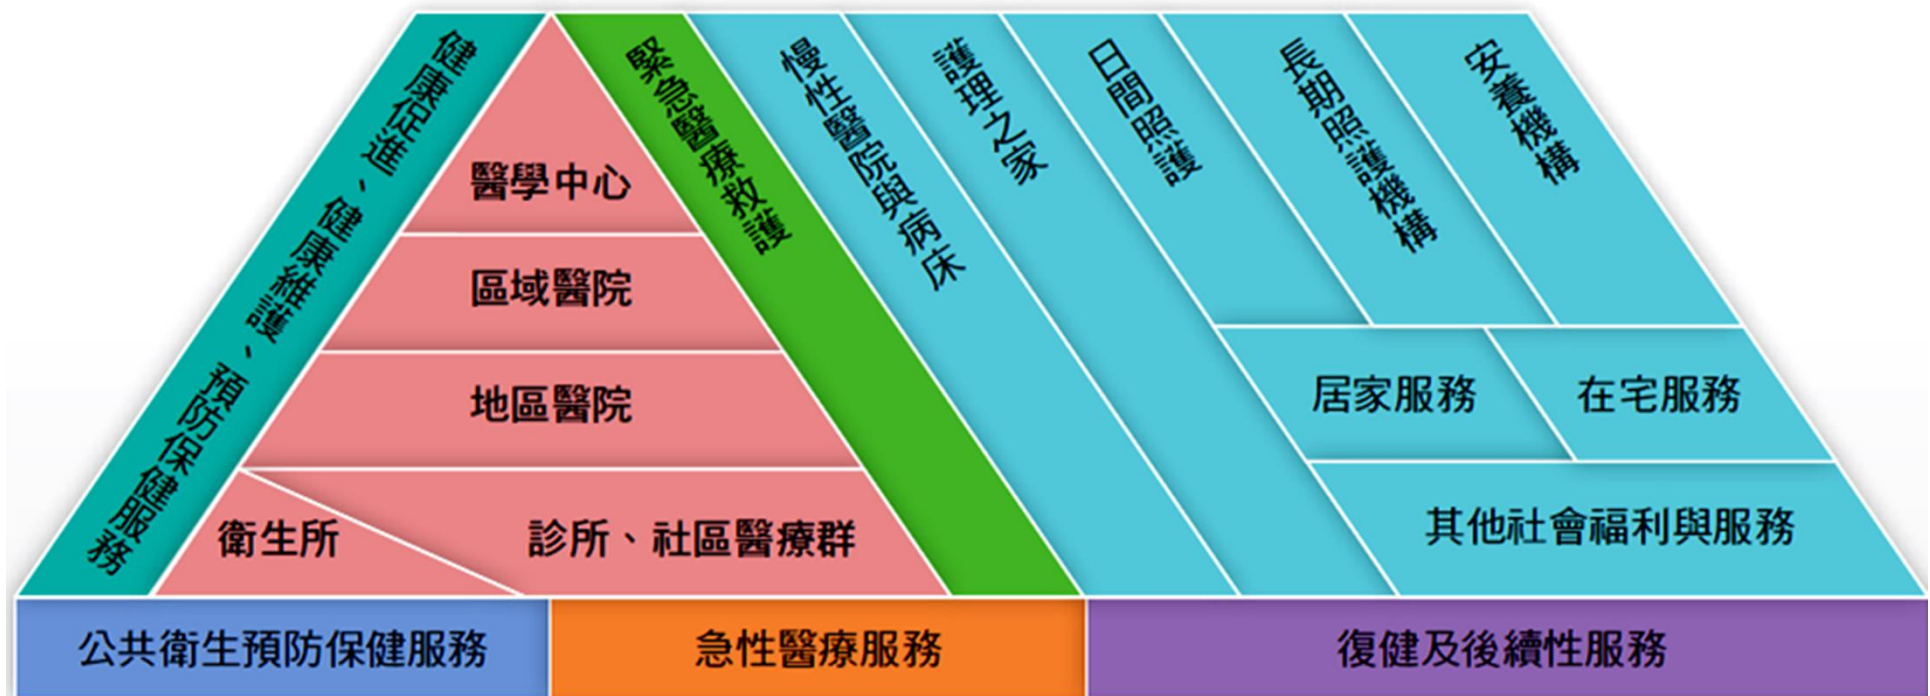 健康促進、健康維護、預防保健服務
醫學中心
區域醫院
地區醫院
衛生所
診所、社區醫療群
緊急醫療救護
慢性醫院與病床
護理之家
日間照護
長期照護機構
安養機構
居家服務
在宅服務
其他社會福利與服務
公共衛生預防保健服務
急性醫療服務
復健及後續性服務